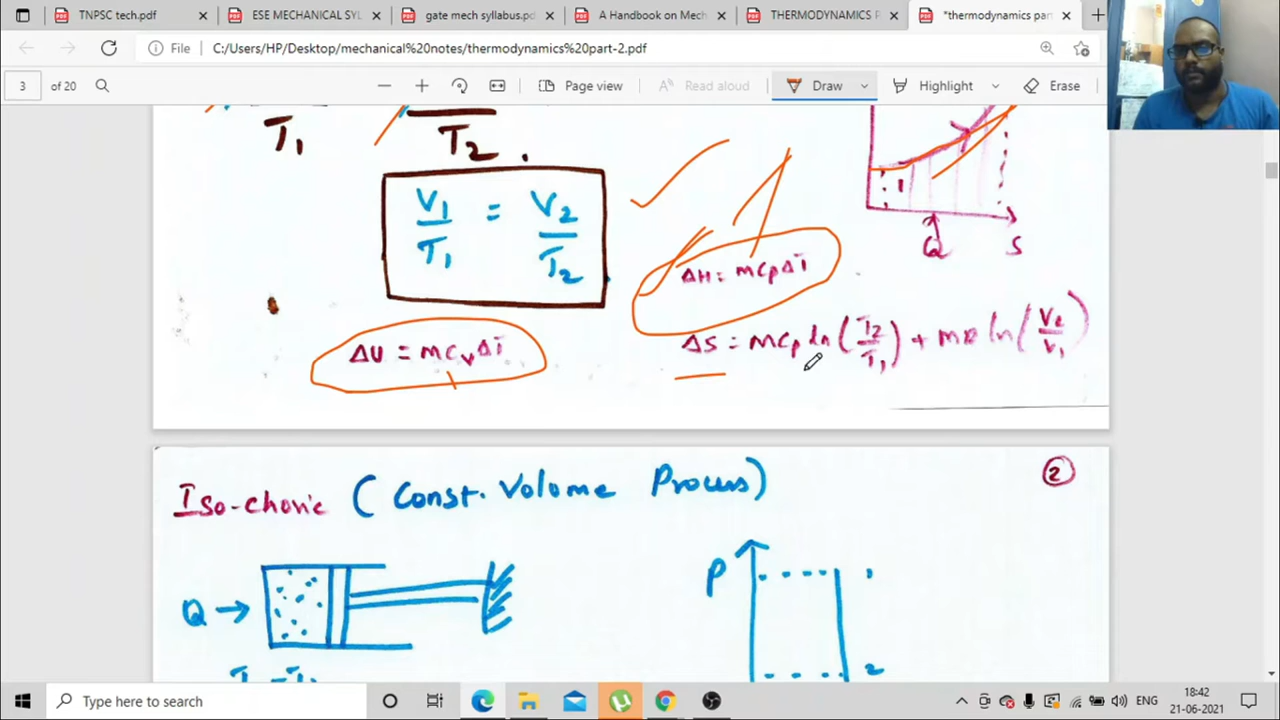 TNPSC tech.pdf
ESE MECHANICAL SYL
gate mech syllabus.pd
A Handbook on Mech
THERMODYNAMICS P
*thermodynamics par
File
C:/Users/HP/Desktop/mechanical%20notes/thermodynamics%20part-2.pdf
3 of 20
Page view
Read aloud
Draw
Highlight
Erase
T₁ T₂
V₁/T₁ = V₂/T₂
Q S
ΔH = mCpΔT
ΔU = mCvΔT
ΔS = mCp ln(T₂/T₁) + mR ln(V₂/V₁)
Iso-choric (Const. Volume Process)
2
Q →
P
1
2
Type here to search
ENG
18:42
21-06-2021